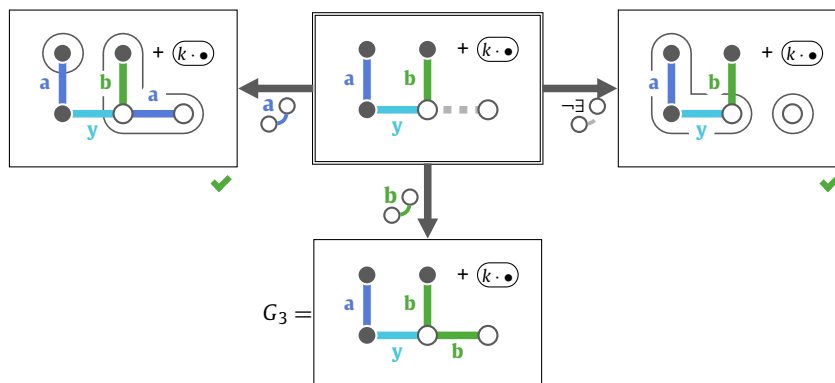 + k · •
a b a
y
a
+ k · •
a b
y
¬∃
+ k · •
a b
y
b
+ k · •
G₃ =
a b
y b